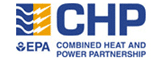 CHP
EPA COMBINED HEAT AND
POWER PARTNERSHIP